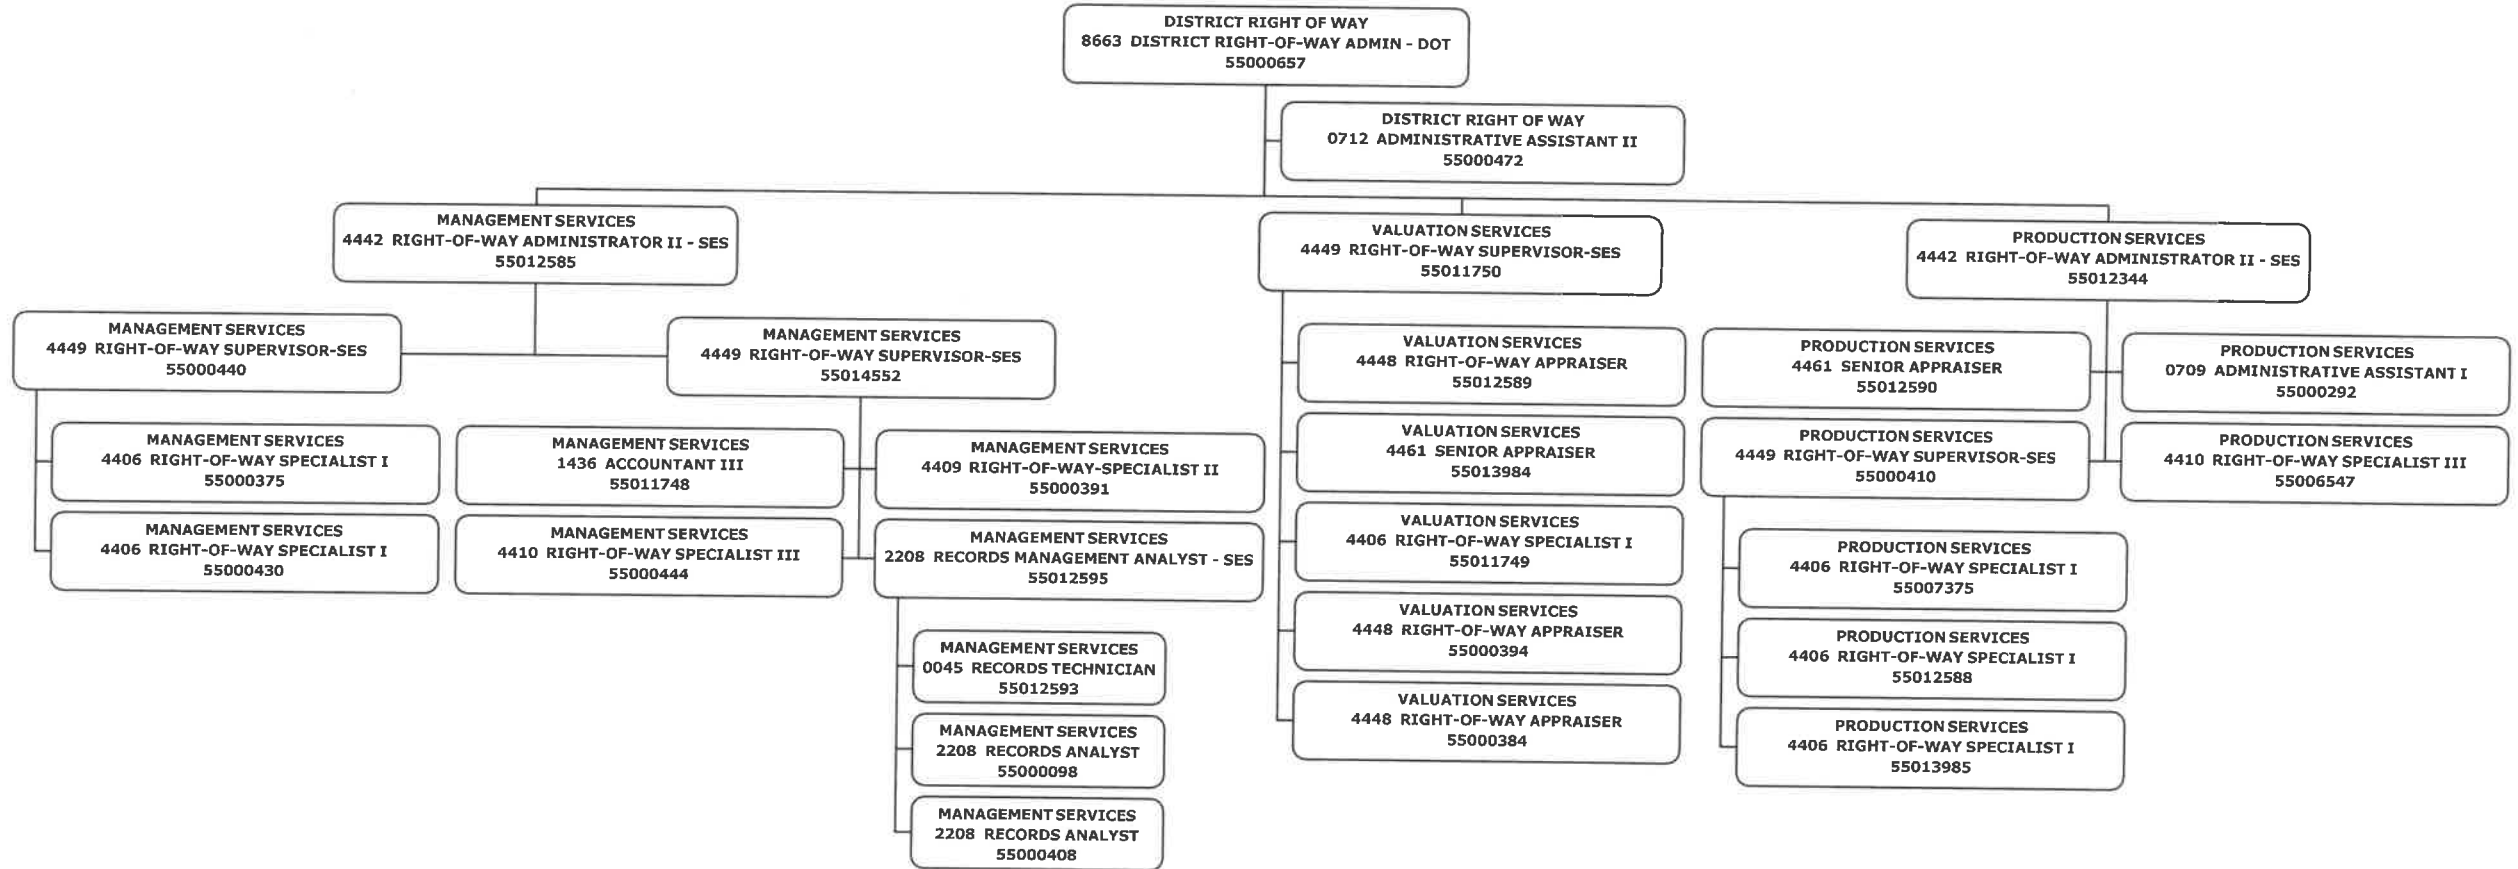 DISTRICT RIGHT OF WAY
8663 DISTRICT RIGHT-OF-WAY ADMIN - DOT
55000657
DISTRICT RIGHT OF WAY
0712 ADMINISTRATIVE ASSISTANT II
55000472
MANAGEMENT SERVICES
4442 RIGHT-OF-WAY ADMINISTRATOR II - SES
55012585
VALUATION SERVICES
4449 RIGHT-OF-WAY SUPERVISOR-SES
55011750
PRODUCTION SERVICES
4442 RIGHT-OF-WAY ADMINISTRATOR II - SES
55012344
MANAGEMENT SERVICES
4449 RIGHT-OF-WAY SUPERVISOR-SES
55000440
MANAGEMENT SERVICES
4449 RIGHT-OF-WAY SUPERVISOR-SES
55014552
MANAGEMENT SERVICES
4406 RIGHT-OF-WAY SPECIALIST I
55000375
MANAGEMENT SERVICES
4406 RIGHT-OF-WAY SPECIALIST I
55000430
MANAGEMENT SERVICES
1436 ACCOUNTANT III
55011748
MANAGEMENT SERVICES
4409 RIGHT-OF-WAY-SPECIALIST II
55000391
MANAGEMENT SERVICES
4410 RIGHT-OF-WAY SPECIALIST III
55000444
MANAGEMENT SERVICES
2208 RECORDS MANAGEMENT ANALYST - SES
55012595
MANAGEMENT SERVICES
0045 RECORDS TECHNICIAN
55012593
MANAGEMENT SERVICES
2208 RECORDS ANALYST
55000098
MANAGEMENT SERVICES
2208 RECORDS ANALYST
55000408
VALUATION SERVICES
4448 RIGHT-OF-WAY APPRAISER
55012589
VALUATION SERVICES
4461 SENIOR APPRAISER
55013984
VALUATION SERVICES
4406 RIGHT-OF-WAY SPECIALIST I
55011749
VALUATION SERVICES
4448 RIGHT-OF-WAY APPRAISER
55000394
VALUATION SERVICES
4448 RIGHT-OF-WAY APPRAISER
55000384
PRODUCTION SERVICES
4461 SENIOR APPRAISER
55012590
PRODUCTION SERVICES
0709 ADMINISTRATIVE ASSISTANT I
55000292
PRODUCTION SERVICES
4449 RIGHT-OF-WAY SUPERVISOR-SES
55000410
PRODUCTION SERVICES
4410 RIGHT-OF-WAY SPECIALIST III
55006547
PRODUCTION SERVICES
4406 RIGHT-OF-WAY SPECIALIST I
55007375
PRODUCTION SERVICES
4406 RIGHT-OF-WAY SPECIALIST I
55012588
PRODUCTION SERVICES
4406 RIGHT-OF-WAY SPECIALIST I
55013985